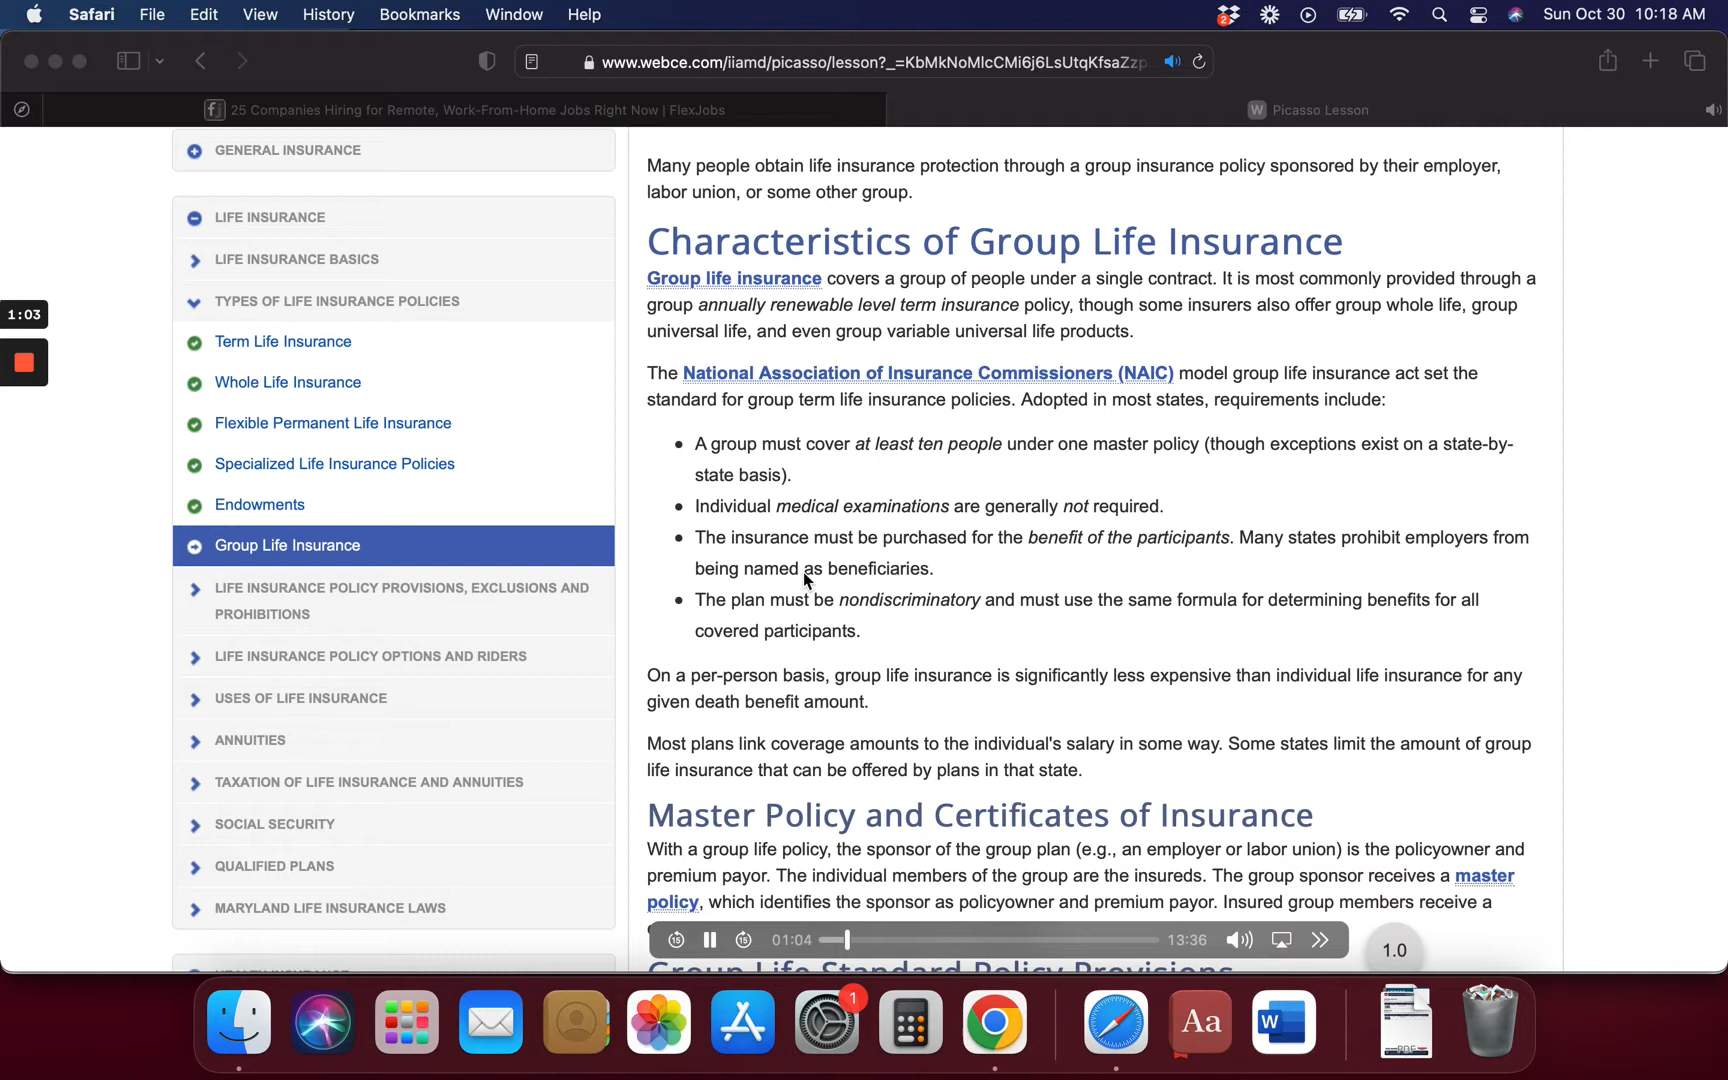 Safari File Edit View History Bookmarks Window Help
2
Sun Oct 30 10:18 AM
www.webce.com/iiamd/picasso/lesson?_=KbMkNoMlcCMi6j6LsUtqKfsaZzp
25 Companies Hiring for Remote, Work-From-Home Jobs Right Now | FlexJobs
W Picasso Lesson
1:03
GENERAL INSURANCE
LIFE INSURANCE
LIFE INSURANCE BASICS
TYPES OF LIFE INSURANCE POLICIES
Term Life Insurance
Whole Life Insurance
Flexible Permanent Life Insurance
Specialized Life Insurance Policies
Endowments
Group Life Insurance
LIFE INSURANCE POLICY PROVISIONS, EXCLUSIONS AND
PROHIBITIONS
LIFE INSURANCE POLICY OPTIONS AND RIDERS
USES OF LIFE INSURANCE
ANNUITIES
TAXATION OF LIFE INSURANCE AND ANNUITIES
SOCIAL SECURITY
QUALIFIED PLANS
MARYLAND LIFE INSURANCE LAWS
Many people obtain life insurance protection through a group insurance policy sponsored by their employer,
labor union, or some other group.
Characteristics of Group Life Insurance
Group life insurance covers a group of people under a single contract. It is most commonly provided through a
group annually renewable level term insurance policy, though some insurers also offer group whole life, group
universal life, and even group variable universal life products.
The National Association of Insurance Commissioners (NAIC) model group life insurance act set the
standard for group term life insurance policies. Adopted in most states, requirements include:
• A group must cover at least ten people under one master policy (though exceptions exist on a state-by-
state basis).
• Individual medical examinations are generally not required.
• The insurance must be purchased for the benefit of the participants. Many states prohibit employers from
being named as beneficiaries.
• The plan must be nondiscriminatory and must use the same formula for determining benefits for all
covered participants.
On a per-person basis, group life insurance is significantly less expensive than individual life insurance for any
given death benefit amount.
Most plans link coverage amounts to the individual's salary in some way. Some states limit the amount of group
life insurance that can be offered by plans in that state.
Master Policy and Certificates of Insurance
With a group life policy, the sponsor of the group plan (e.g., an employer or labor union) is the policyowner and
premium payor. The individual members of the group are the insureds. The group sponsor receives a master
policy, which identifies the sponsor as policyowner and premium payor. Insured group members receive a
15 15 01:04 13:36
1.0
Group Life Standard Policy Provisions
1
Aa
W
PDF